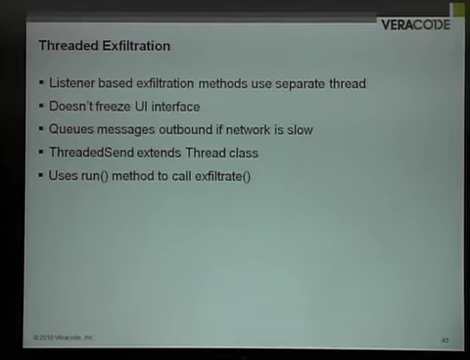 VERACODE
Threaded Exfiltration
▪ Listener based exfiltration methods use separate thread
▪ Doesn't freeze UI interface
▪ Queues messages outbound if network is slow
▪ ThreadedSend extends Thread class
▪ Uses run() method to call exfiltrate()
© 2010 Veracode, Inc.